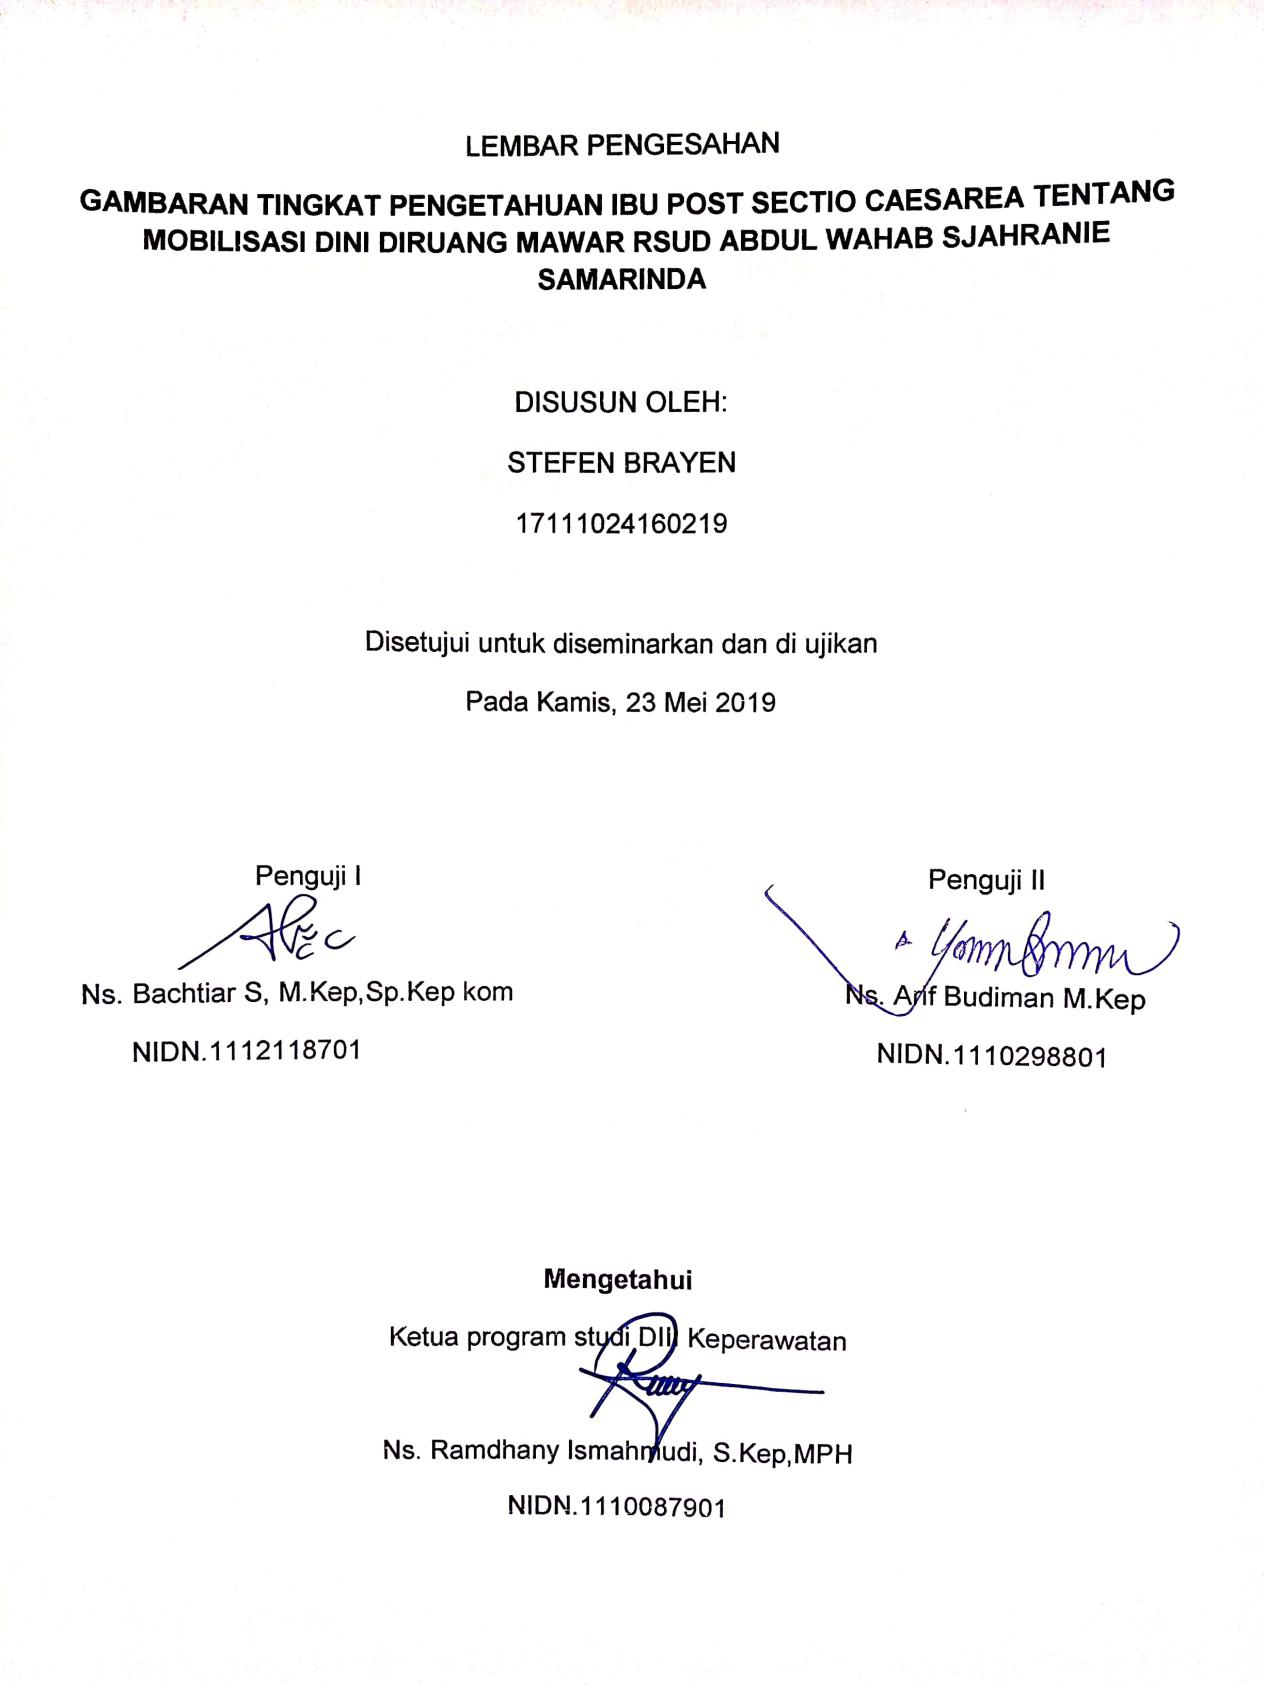 LEMBAR PENGESAHAN
GAMBARAN TINGKAT PENGETAHUAN IBU POST SECTIO CAESAREA TENTANG
MOBILISASI DINI DIRUANG MAWAR RSUD ABDUL WAHAB SJAHRANIE
SAMARINDA
DISUSUN OLEH:
STEFEN BRAYEN
17111024160219
Disetujui untuk diseminarkan dan di ujikan
Pada Kamis, 23 Mei 2019
Penguji I
Ns. Bachtiar S, M.Kep,Sp.Kep kom
NIDN.1112118701
Penguji II
Ns. Arif Budiman M.Kep
NIDN.1110298801
Mengetahui
Ketua program studi DIII Keperawatan
Ns. Ramdhany Ismahmudi, S.Kep,MPH
NIDN.1110087901